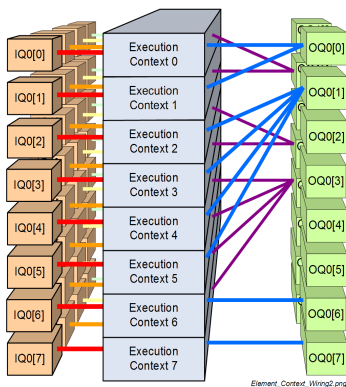 IQ0[0]
IQ0[1]
IQ0[2]
IQ0[3]
IQ0[4]
IQ0[5]
IQ0[6]
IQ0[7]
Execution
Context 0
Execution
Context 1
Execution
Context 2
Execution
Context 3
Execution
Context 4
Execution
Context 5
Execution
Context 6
Execution
Context 7
OQ0[0]
OQ0[1]
OQ0[2]
OQ0[3]
OQ0[4]
OQ0[5]
OQ0[6]
OQ0[7]
Element_Context_Wiring2.png